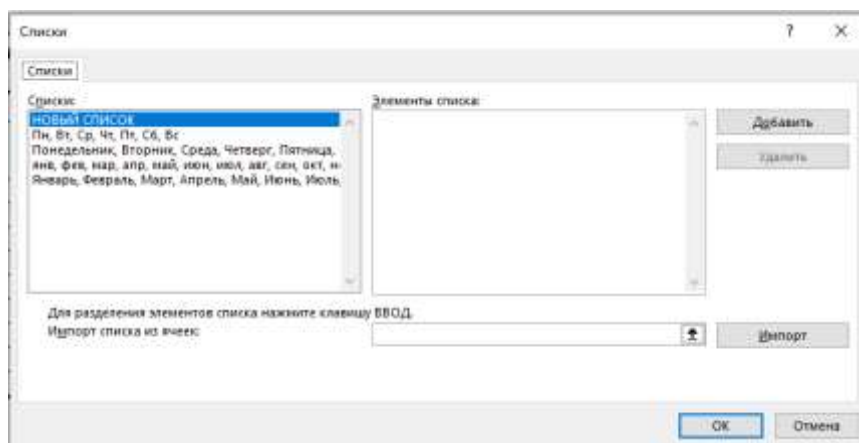 Списки
?
Списки
Списки:
Элементы списка:
НОВЫЙ СПИСОК
Пн, Вт, Ср, Чт, Пт, Сб, Вс
Понедельник, Вторник, Среда, Четверг, Пятница,
янв, фев, мар, апр, май, июн, июл, авг, сен, окт, н
Январь, Февраль, Март, Апрель, Май, Июнь, Июль,
Добавить
Удалить
Для разделения элементов списка нажмите клавишу ВВОД.
Импорт списка из ячеек:
Импорт
ОК
Отмена